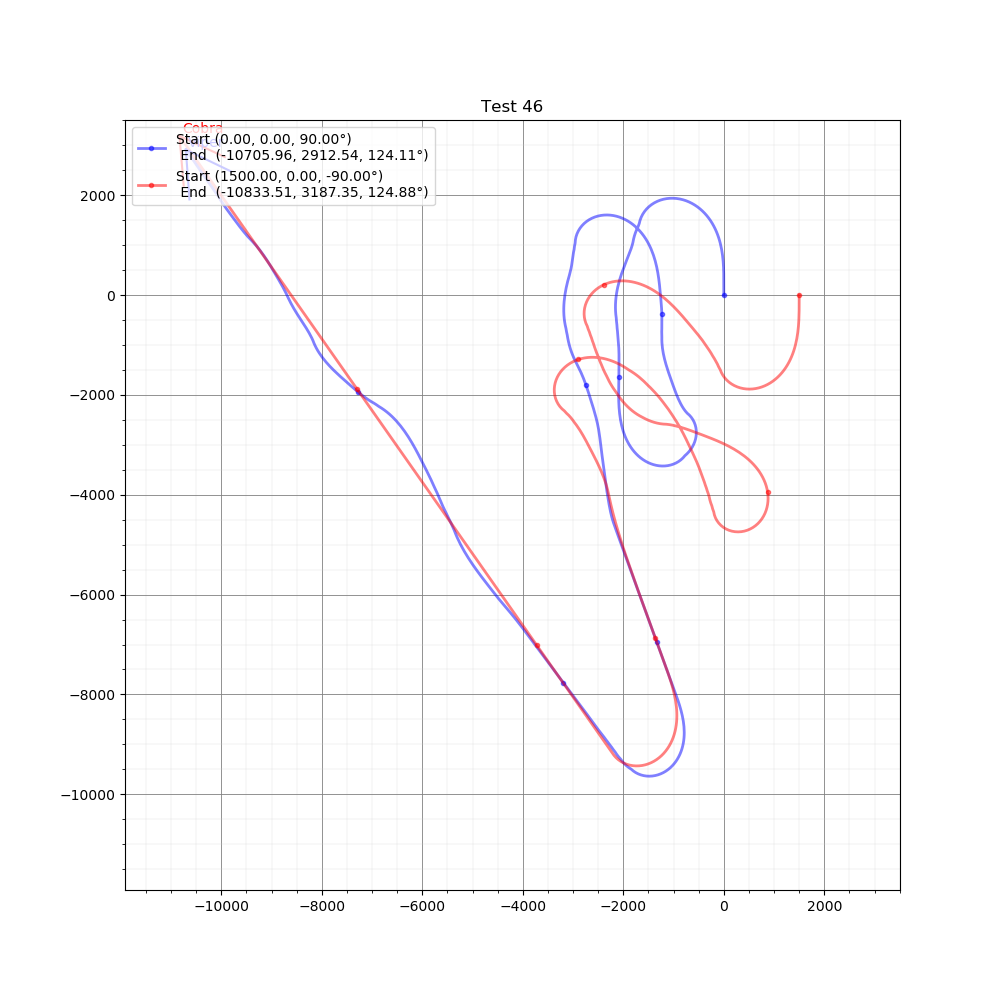 Test 46
Cobra
Start (0.00, 0.00, 90.00°)
End  (-10705.96, 2912.54, 124.11°)
Start (1500.00, 0.00, -90.00°)
End  (-10833.51, 3187.35, 124.88°)
2000
0
−2000
−4000
−6000
−8000
−10000
−10000 −8000 −6000 −4000 −2000 0 2000